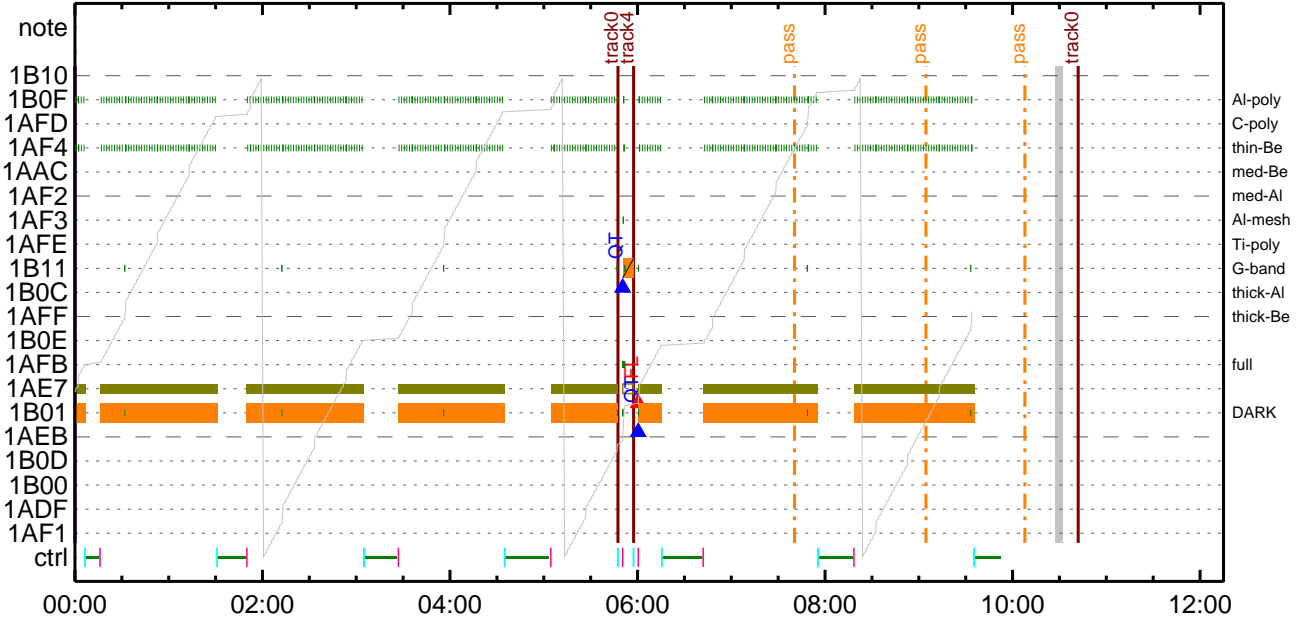 note
track0
track4
pass
pass
pass
track0
1B10
1B0F
Al-poly
1AFD
C-poly
1AF4
thin-Be
1AAC
med-Be
1AF2
med-Al
1AF3
Al-mesh
1AFE
Ti-poly
QT
1B11
G-band
1B0C
thick-Al
1AFF
thick-Be
1B0E
1AFB
full
1AE7
QT
1B01
DARK
1AEB
1B0D
1B00
1ADF
1AF1
ctrl
00:00
02:00
04:00
06:00
08:00
10:00
12:00